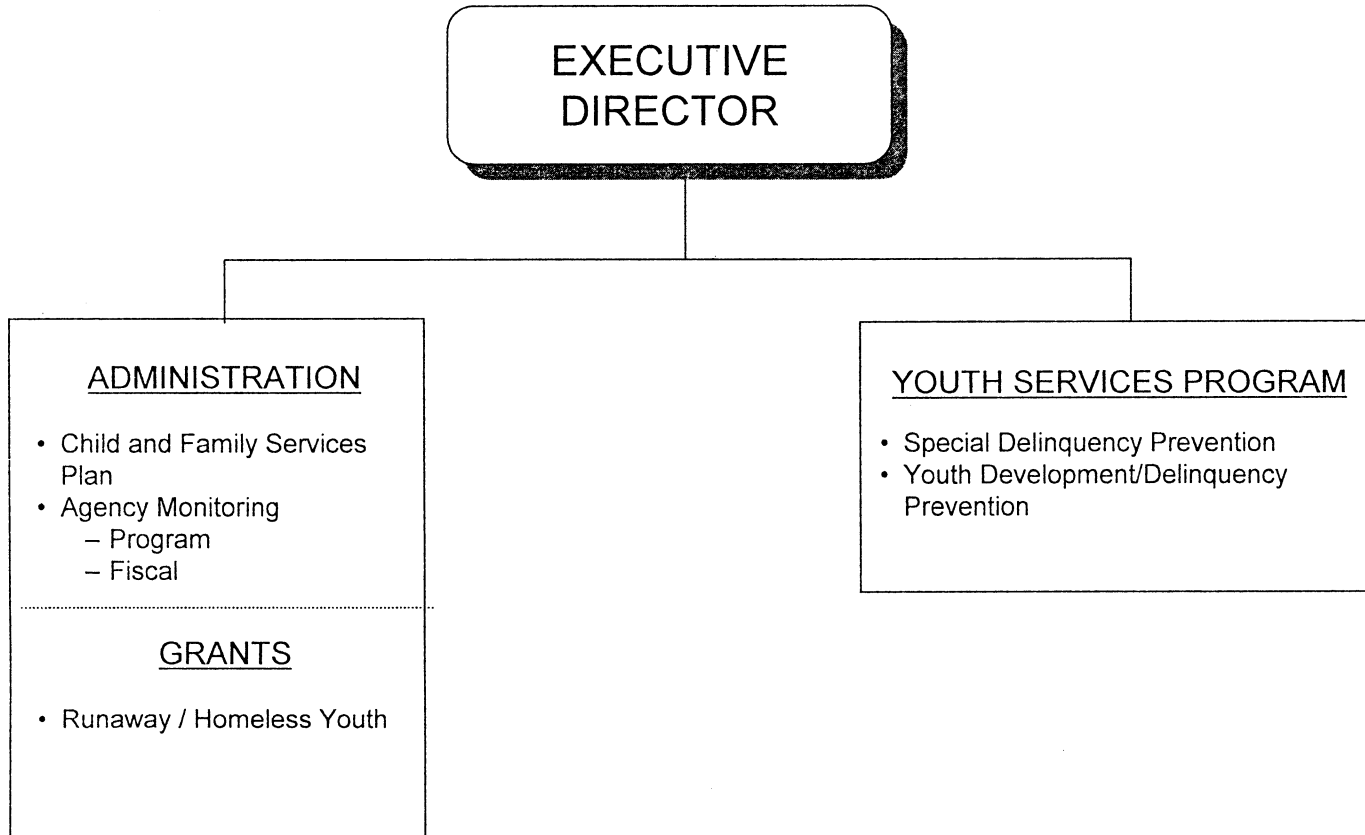 EXECUTIVE
DIRECTOR
ADMINISTRATION
• Child and Family Services
Plan
• Agency Monitoring
– Program
– Fiscal
GRANTS
• Runaway / Homeless Youth
YOUTH SERVICES PROGRAM
• Special Delinquency Prevention
• Youth Development/Delinquency
Prevention